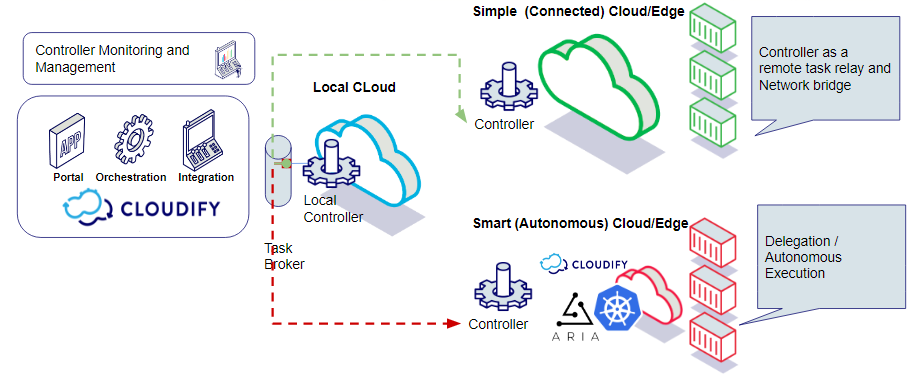 Controller Monitoring and
Management
APP
Portal
Orchestration
Integration
CLOUDIFY
Local CLoud
Local
Controller
Task
Broker
Simple (Connected) Cloud/Edge
Controller
Controller as a
remote task relay and
Network bridge
Smart (Autonomous) Cloud/Edge
CLOUDIFY
Controller
ARIA
Delegation /
Autonomous
Execution